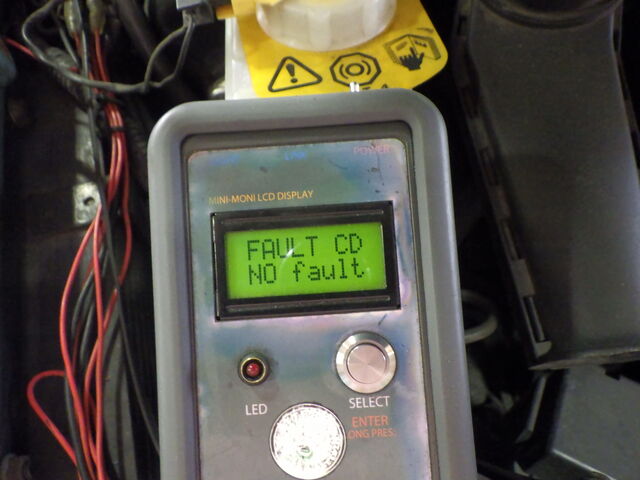 POWER
MINI-MONI LCD DISPLAY
FAULT CD
NO fault
LED
SELECT
ENTER